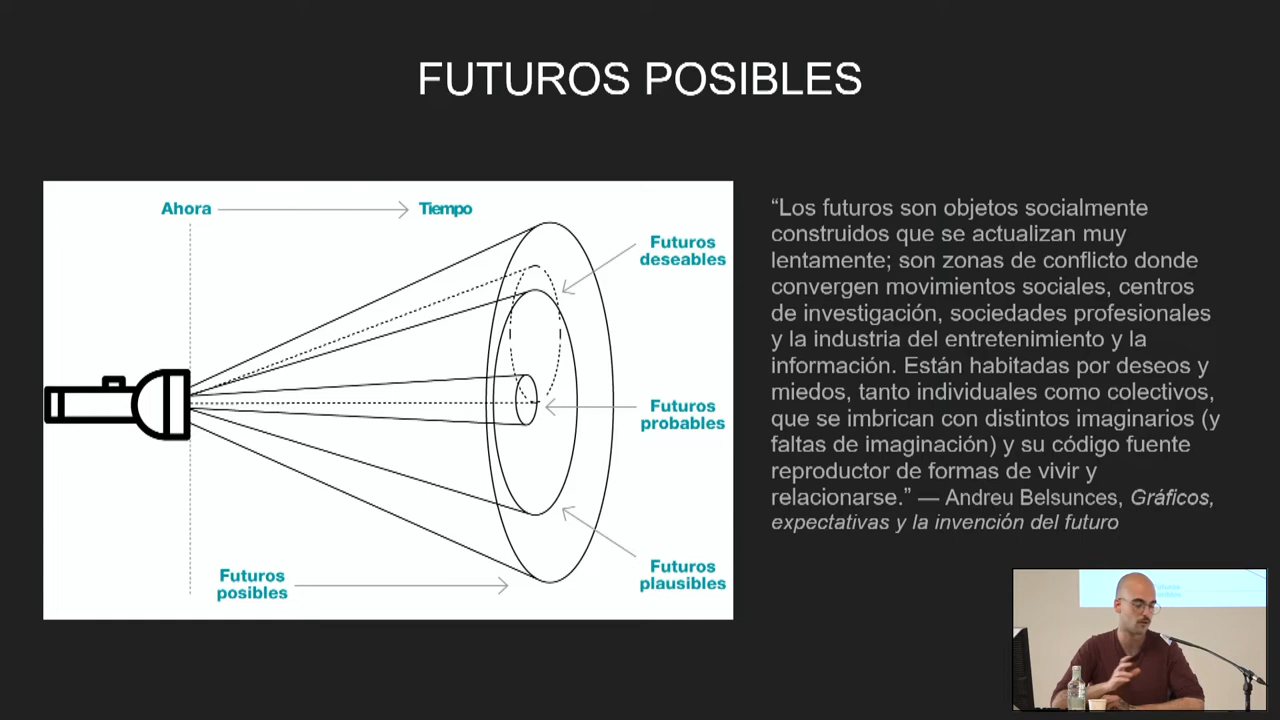 FUTUROS POSIBLES
Ahora
Tiempo
Futuros
deseables
Futuros
probables
Futuros
plausibles
Futuros
posibles
“Los futuros son objetos socialmente
construidos que se actualizan muy
lentamente; son zonas de conflicto donde
convergen movimientos sociales, centros
de investigación, sociedades profesionales
y la industria del entretenimiento y la
información. Están habitadas por deseos y
miedos, tanto individuales como colectivos,
que se imbrican con distintos imaginarios (y
faltas de imaginación) y su código fuente
reproductor de formas de vivir y
relacionarse.” — Andreu Belsunces, Gráficos,
expectativas y la invención del futuro